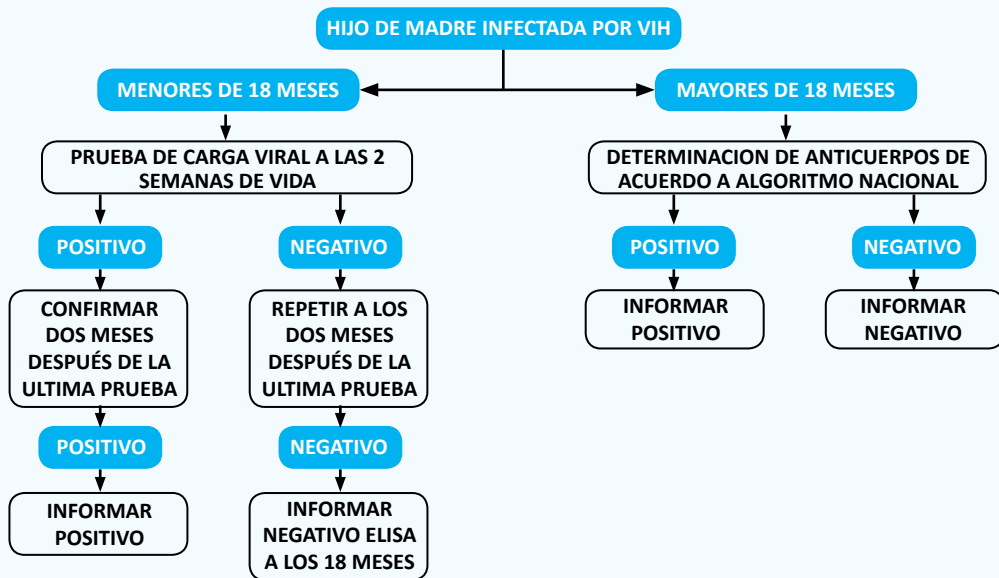 HIJO DE MADRE INFECTADA POR VIH
MENORES DE 18 MESES
MAYORES DE 18 MESES
PRUEBA DE CARGA VIRAL A LAS 2
SEMANAS DE VIDA
DETERMINACION DE ANTICUERPOS DE
ACUERDO A ALGORITMO NACIONAL
POSITIVO
NEGATIVO
POSITIVO
NEGATIVO
CONFIRMAR
DOS MESES
DESPUÉS DE LA
ULTIMA PRUEBA
REPETIR A LOS
DOS MESES
DESPUÉS DE LA
ULTIMA PRUEBA
INFORMAR
POSITIVO
INFORMAR
NEGATIVO
POSITIVO
NEGATIVO
INFORMAR
POSITIVO
INFORMAR
NEGATIVO ELISA
A LOS 18 MESES